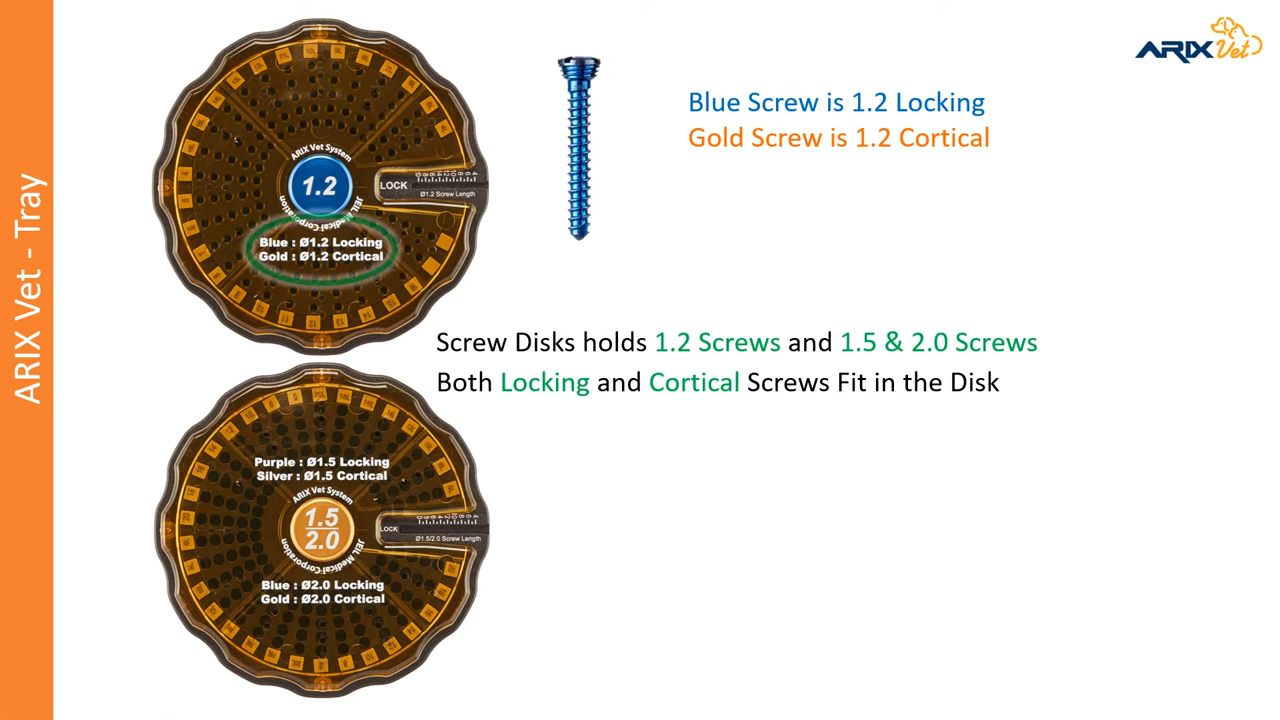 ARIX Vet - Tray
ARIX Vet
ARIX Vet System
1.2
JEIL Medical Corporation
LOCK
Ø1.2 Screw Length
Blue : Ø1.2 Locking
Gold : Ø1.2 Cortical
Blue Screw is 1.2 Locking
Gold Screw is 1.2 Cortical
Screw Disks holds 1.2 Screws and 1.5 & 2.0 Screws
Both Locking and Cortical Screws Fit in the Disk
Purple : Ø1.5 Locking
Silver : Ø1.5 Cortical
ARIX Vet System
1.5
2.0
JEIL Medical Corporation
LOCK
Ø1.5/2.0 Screw Length
Blue : Ø2.0 Locking
Gold : Ø2.0 Cortical